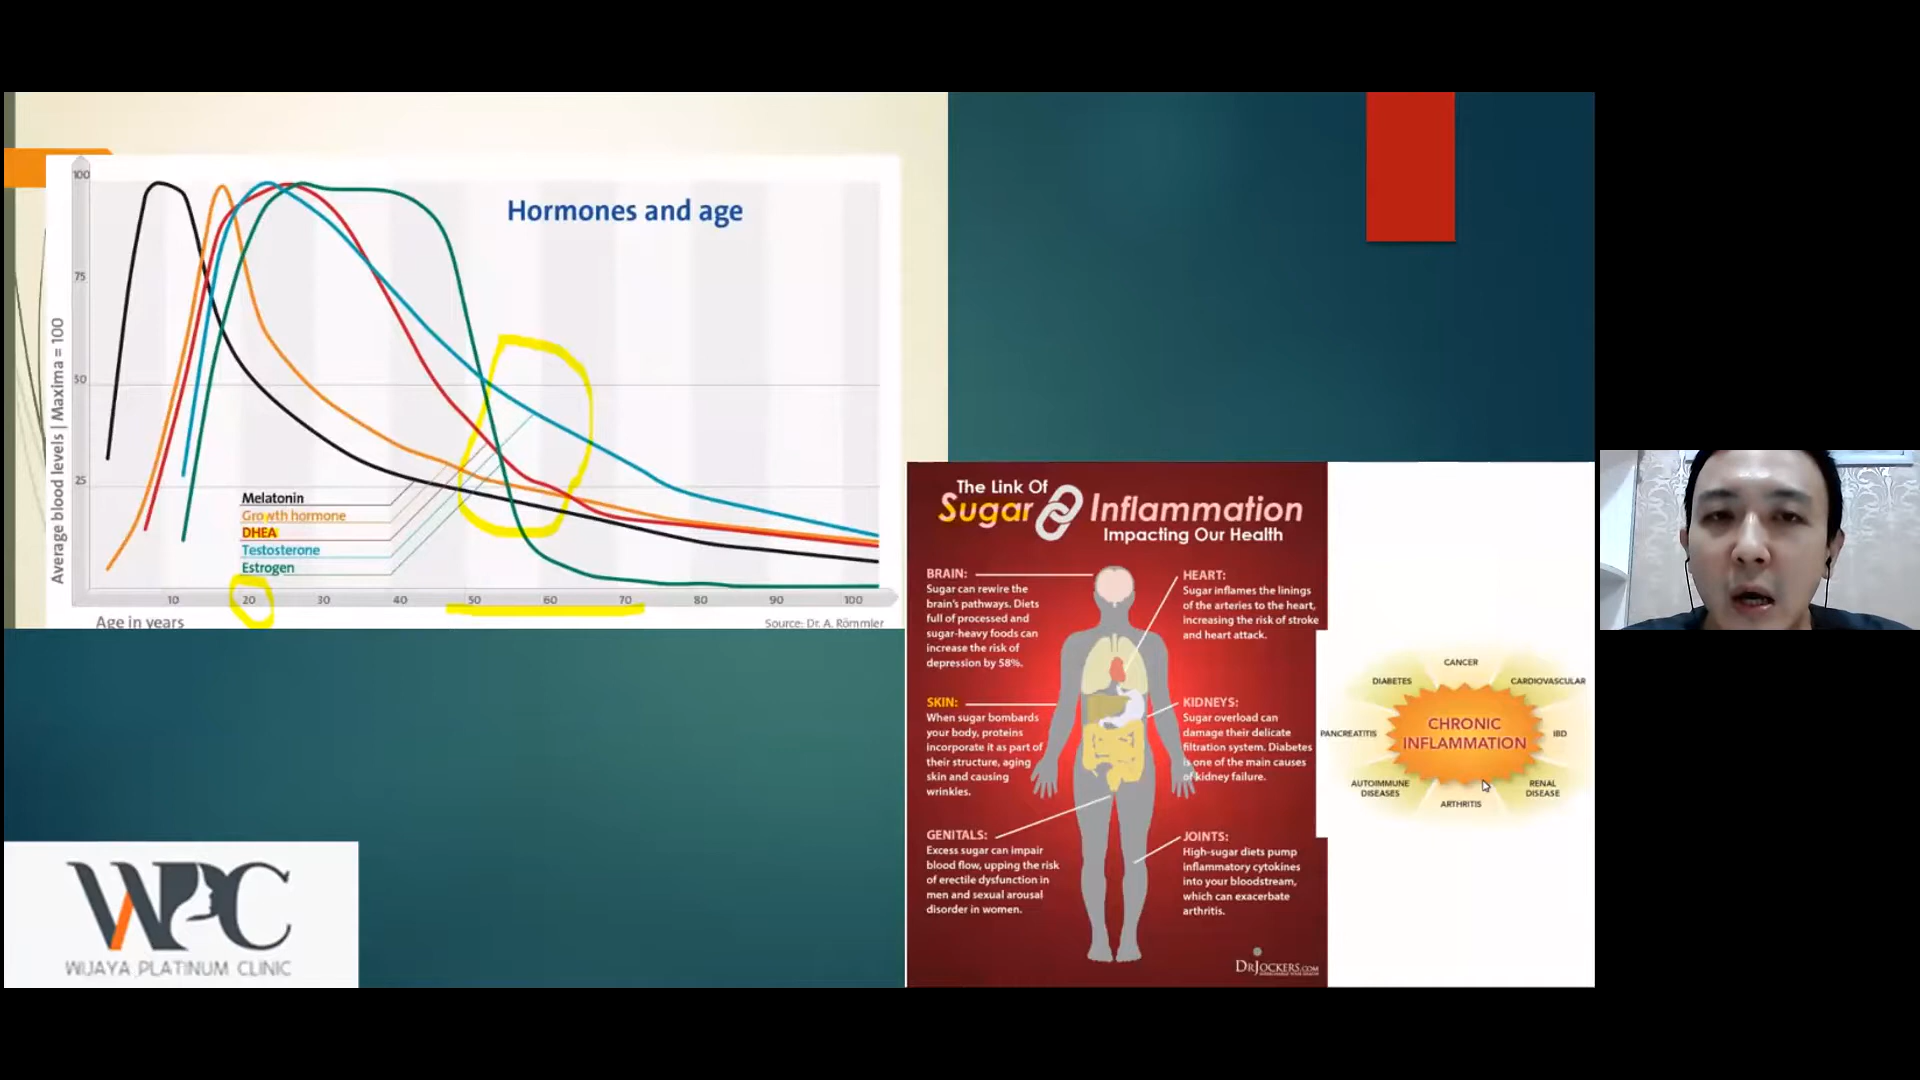 Hormones and age
100
75
50
25
Average blood levels | Maxima = 100
Melatonin
Growth hormone
DHEA
Testosterone
Estrogen
10 20 30 40 50 60 70 80 90 100
Age in years
Source: Dr. A. Römmler
WPC
WIJAYA PLATINUM CLINIC
The Link Of
Sugar Inflammation
Impacting Our Health
BRAIN:
Sugar can rewire the
brain's pathways. Diets
full of processed and
sugar-heavy foods can
increase the risk of
depression by 58%.
HEART:
Sugar inflames the linings
of the arteries to the heart,
increasing the risk of stroke
and heart attack.
SKIN:
When sugar bombards
your body, proteins
incorporate it as part of
their structure, aging
skin and causing
wrinkles.
KIDNEYS:
Sugar overload can
damage their delicate
filtration system. Diabetes
is one of the main causes
of kidney failure.
GENITALS:
Excess sugar can impair
blood flow, upping the risk
of erectile dysfunction in
men and sexual arousal
disorder in women.
JOINTS:
High-sugar diets pump
inflammatory cytokines
into your bloodstream,
which can exacerbate
arthritis.
DRJOCKERS.COM
CANCER
DIABETES
CARDIOVASCULAR
PANCREATITIS
CHRONIC
INFLAMMATION
IBD
AUTOIMMUNE
DISEASES
RENAL
DISEASE
ARTHRITIS